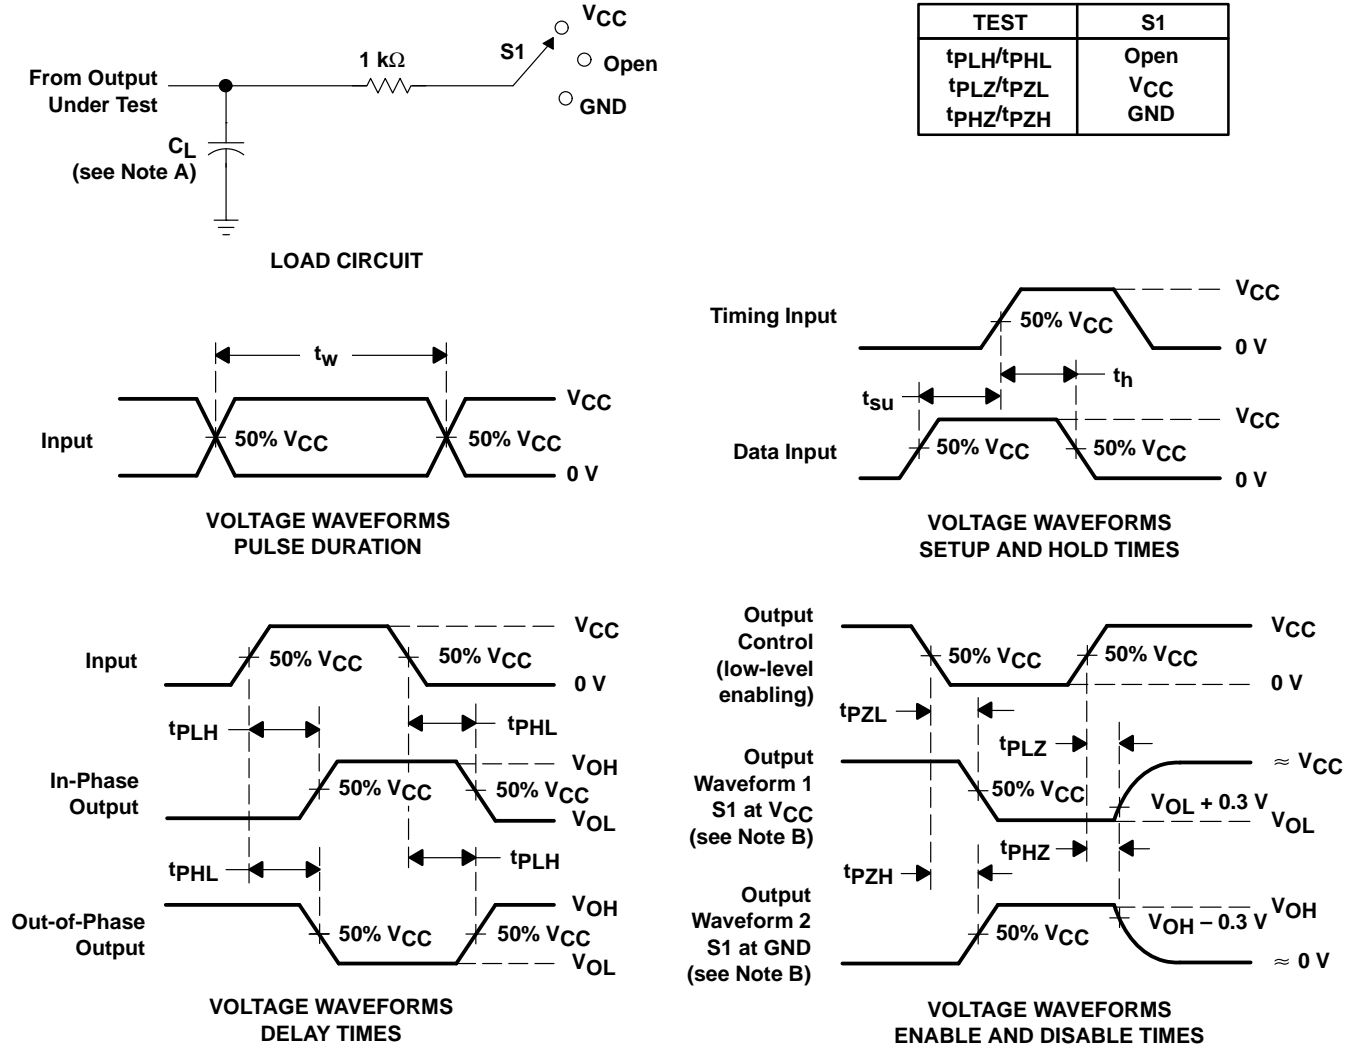 VCC
S1
Open
GND
1 kΩ
From Output
Under Test
CL
(see Note A)
LOAD CIRCUIT
TEST S1
tPLH/tPHL Open
tPLZ/tPZL VCC
tPHZ/tPZH GND
tw
VCC
Input
50% VCC
50% VCC
0 V
VOLTAGE WAVEFORMS
PULSE DURATION
Timing Input
50% VCC
VCC
0 V
th
tsu
VCC
Data Input
50% VCC
50% VCC
0 V
VOLTAGE WAVEFORMS
SETUP AND HOLD TIMES
Input
50% VCC
50% VCC
VCC
0 V
tPLH
tPHL
In-Phase
Output
50% VCC
50% VCC
VOH
VOL
tPHL
tPLH
Out-of-Phase
Output
50% VCC
50% VCC
VOH
VOL
VOLTAGE WAVEFORMS
DELAY TIMES
Output
Control
(low-level
enabling)
50% VCC
50% VCC
VCC
0 V
tPZL
tPLZ
Output
Waveform 1
S1 at VCC
(see Note B)
50% VCC
VOL + 0.3 V
≈ VCC
VOL
tPHZ
tPZH
Output
Waveform 2
S1 at GND
(see Note B)
50% VCC
VOH
VOH – 0.3 V
≈ 0 V
VOLTAGE WAVEFORMS
ENABLE AND DISABLE TIMES